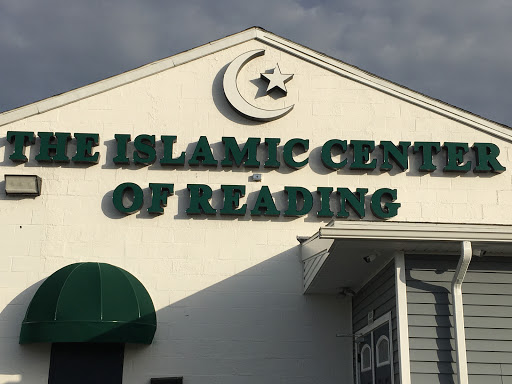 THE ISLAMIC CENTER
OF READING